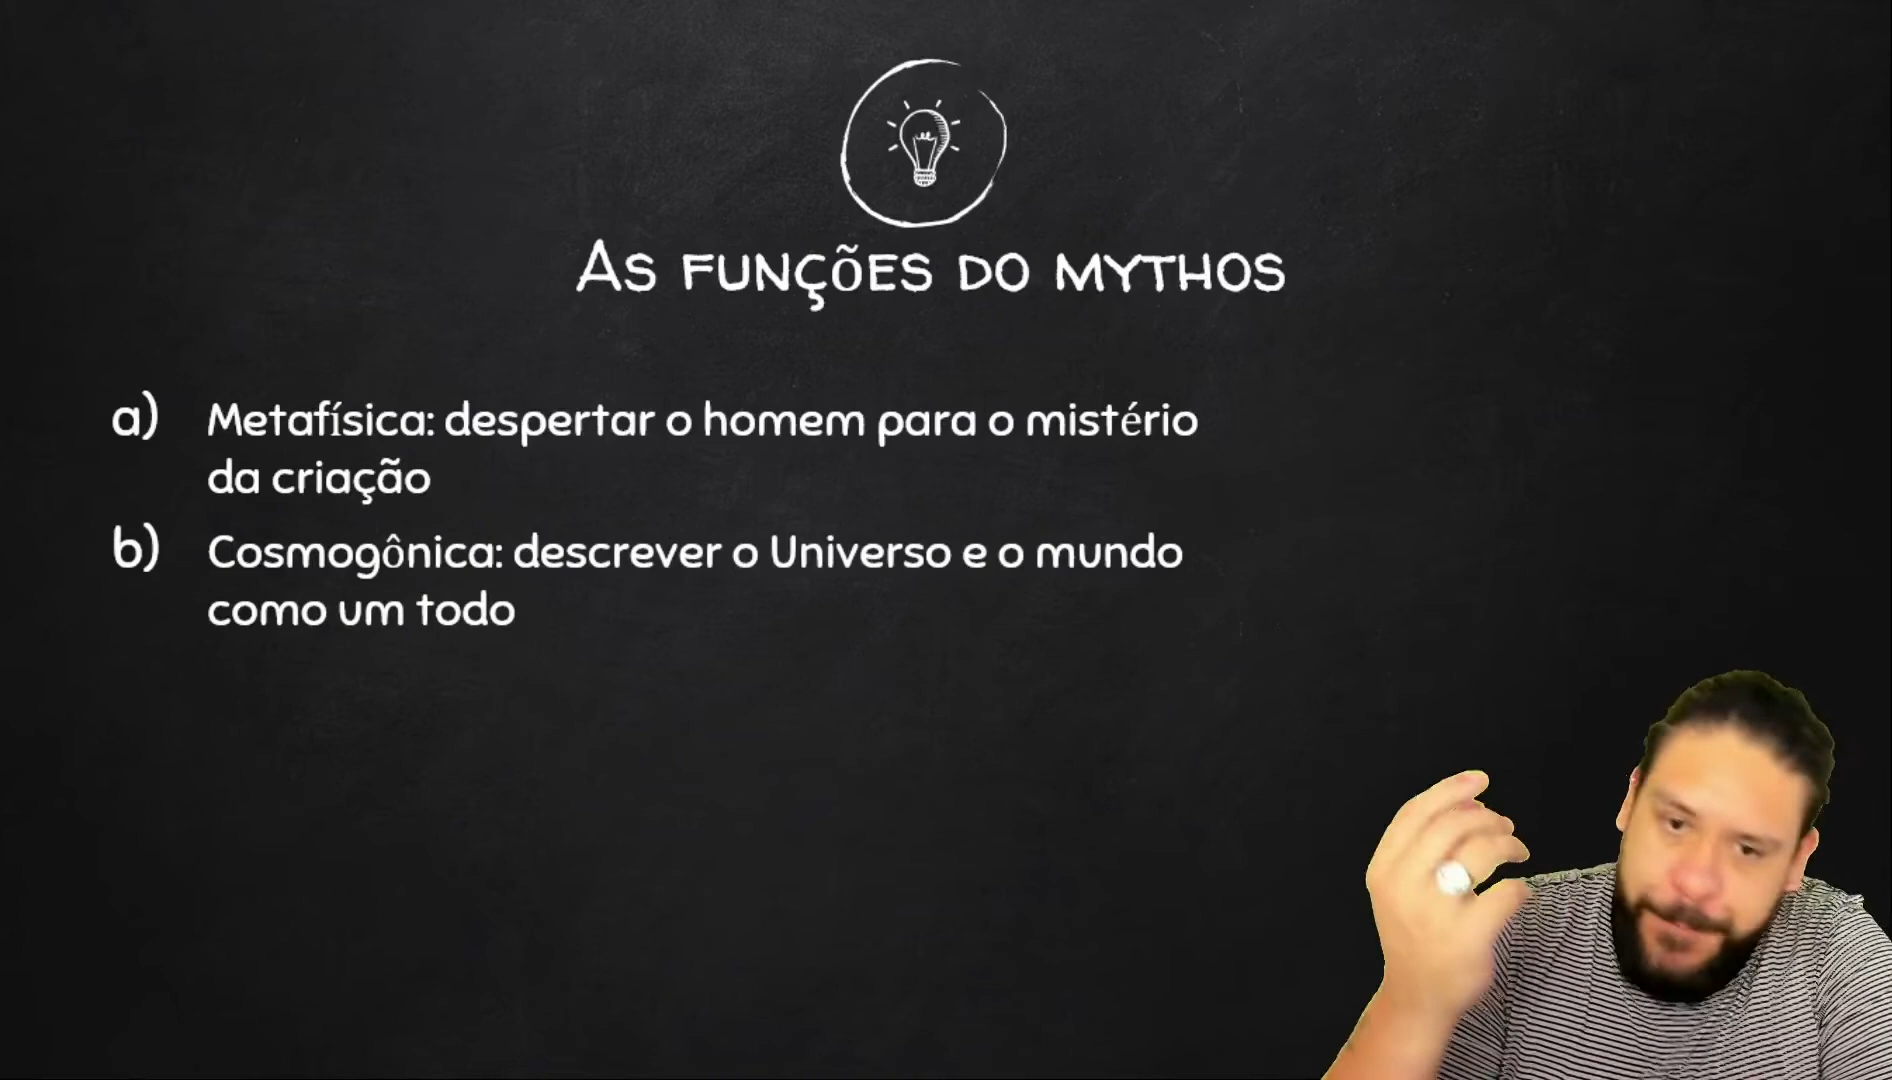 As funções do mythos
a) Metafísica: despertar o homem para o mistério
da criação
b) Cosmogônica: descrever o Universo e o mundo
como um todo